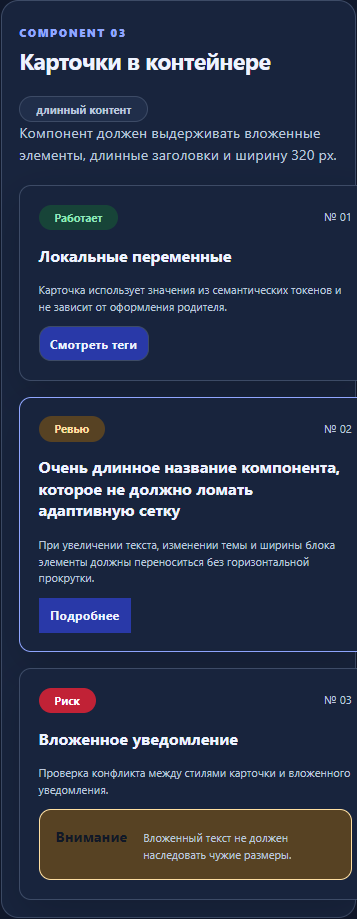 COMPONENT 03
Карточки в контейнере
длинный контент
Компонент должен выдерживать вложенные
элементы, длинные заголовки и ширину 320 px.
Работает
№ 01
Локальные переменные
Карточка использует значения из семантических токенов и
не зависит от оформления родителя.
Смотреть теги
Ревью
№ 02
Очень длинное название компонента,
которое не должно ломать
адаптивную сетку
При увеличении текста, изменении темы и ширины блока
элементы должны переноситься без горизонтальной
прокрутки.
Подробнее
Риск
№ 03
Вложенное уведомление
Проверка конфликта между стилями карточки и вложенного
уведомления.
Внимание
Вложенный текст не должен
наследовать чужие размеры.